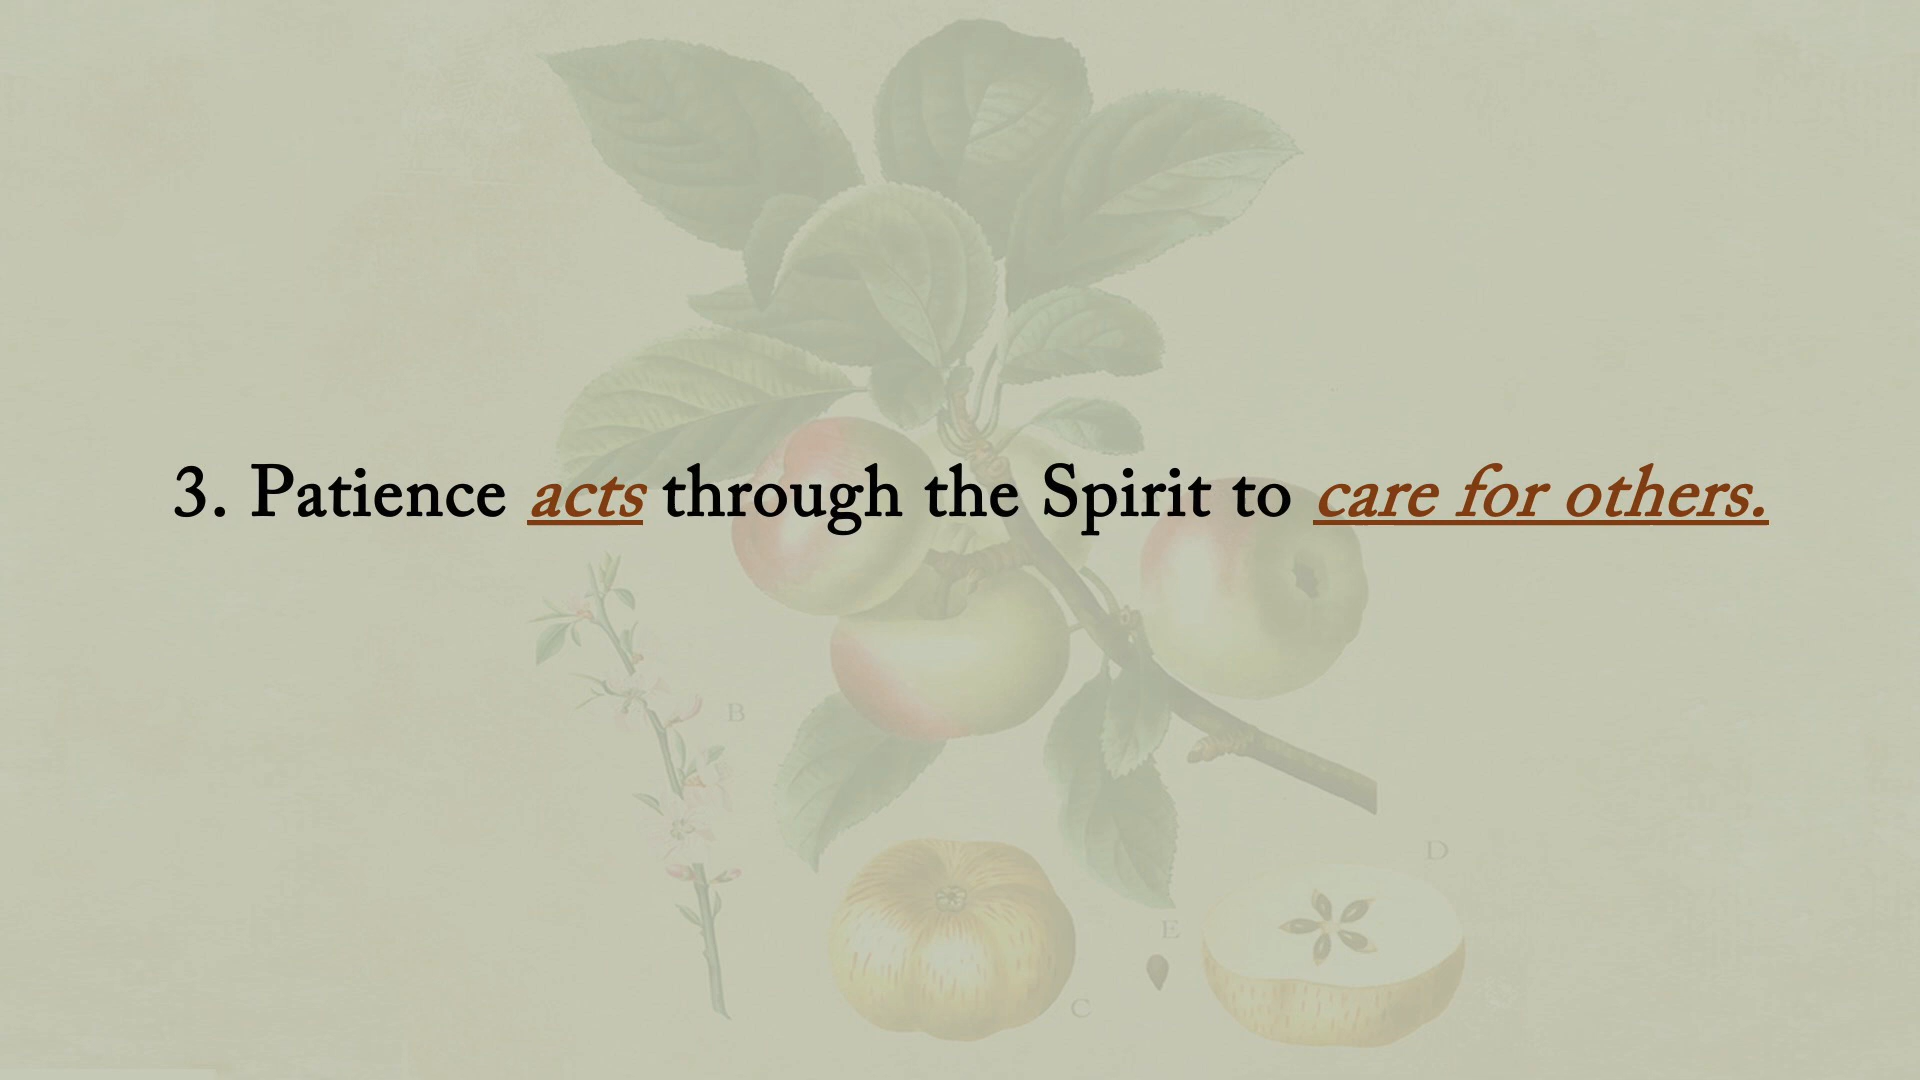 3. Patience acts through the Spirit to care for others.
B
D
E
C